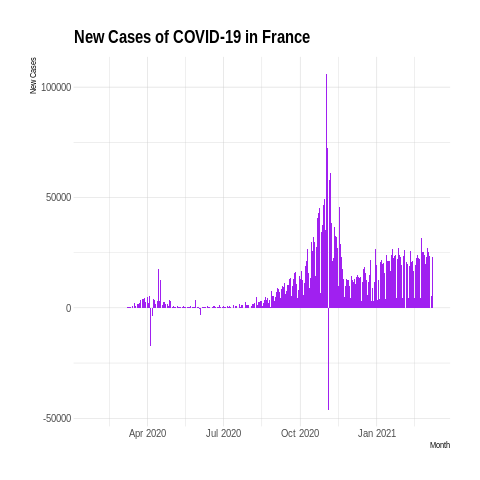 New Cases of COVID-19 in France
New Cases
100000
50000
0
-50000
Apr 2020
Jul 2020
Oct 2020
Jan 2021
Month